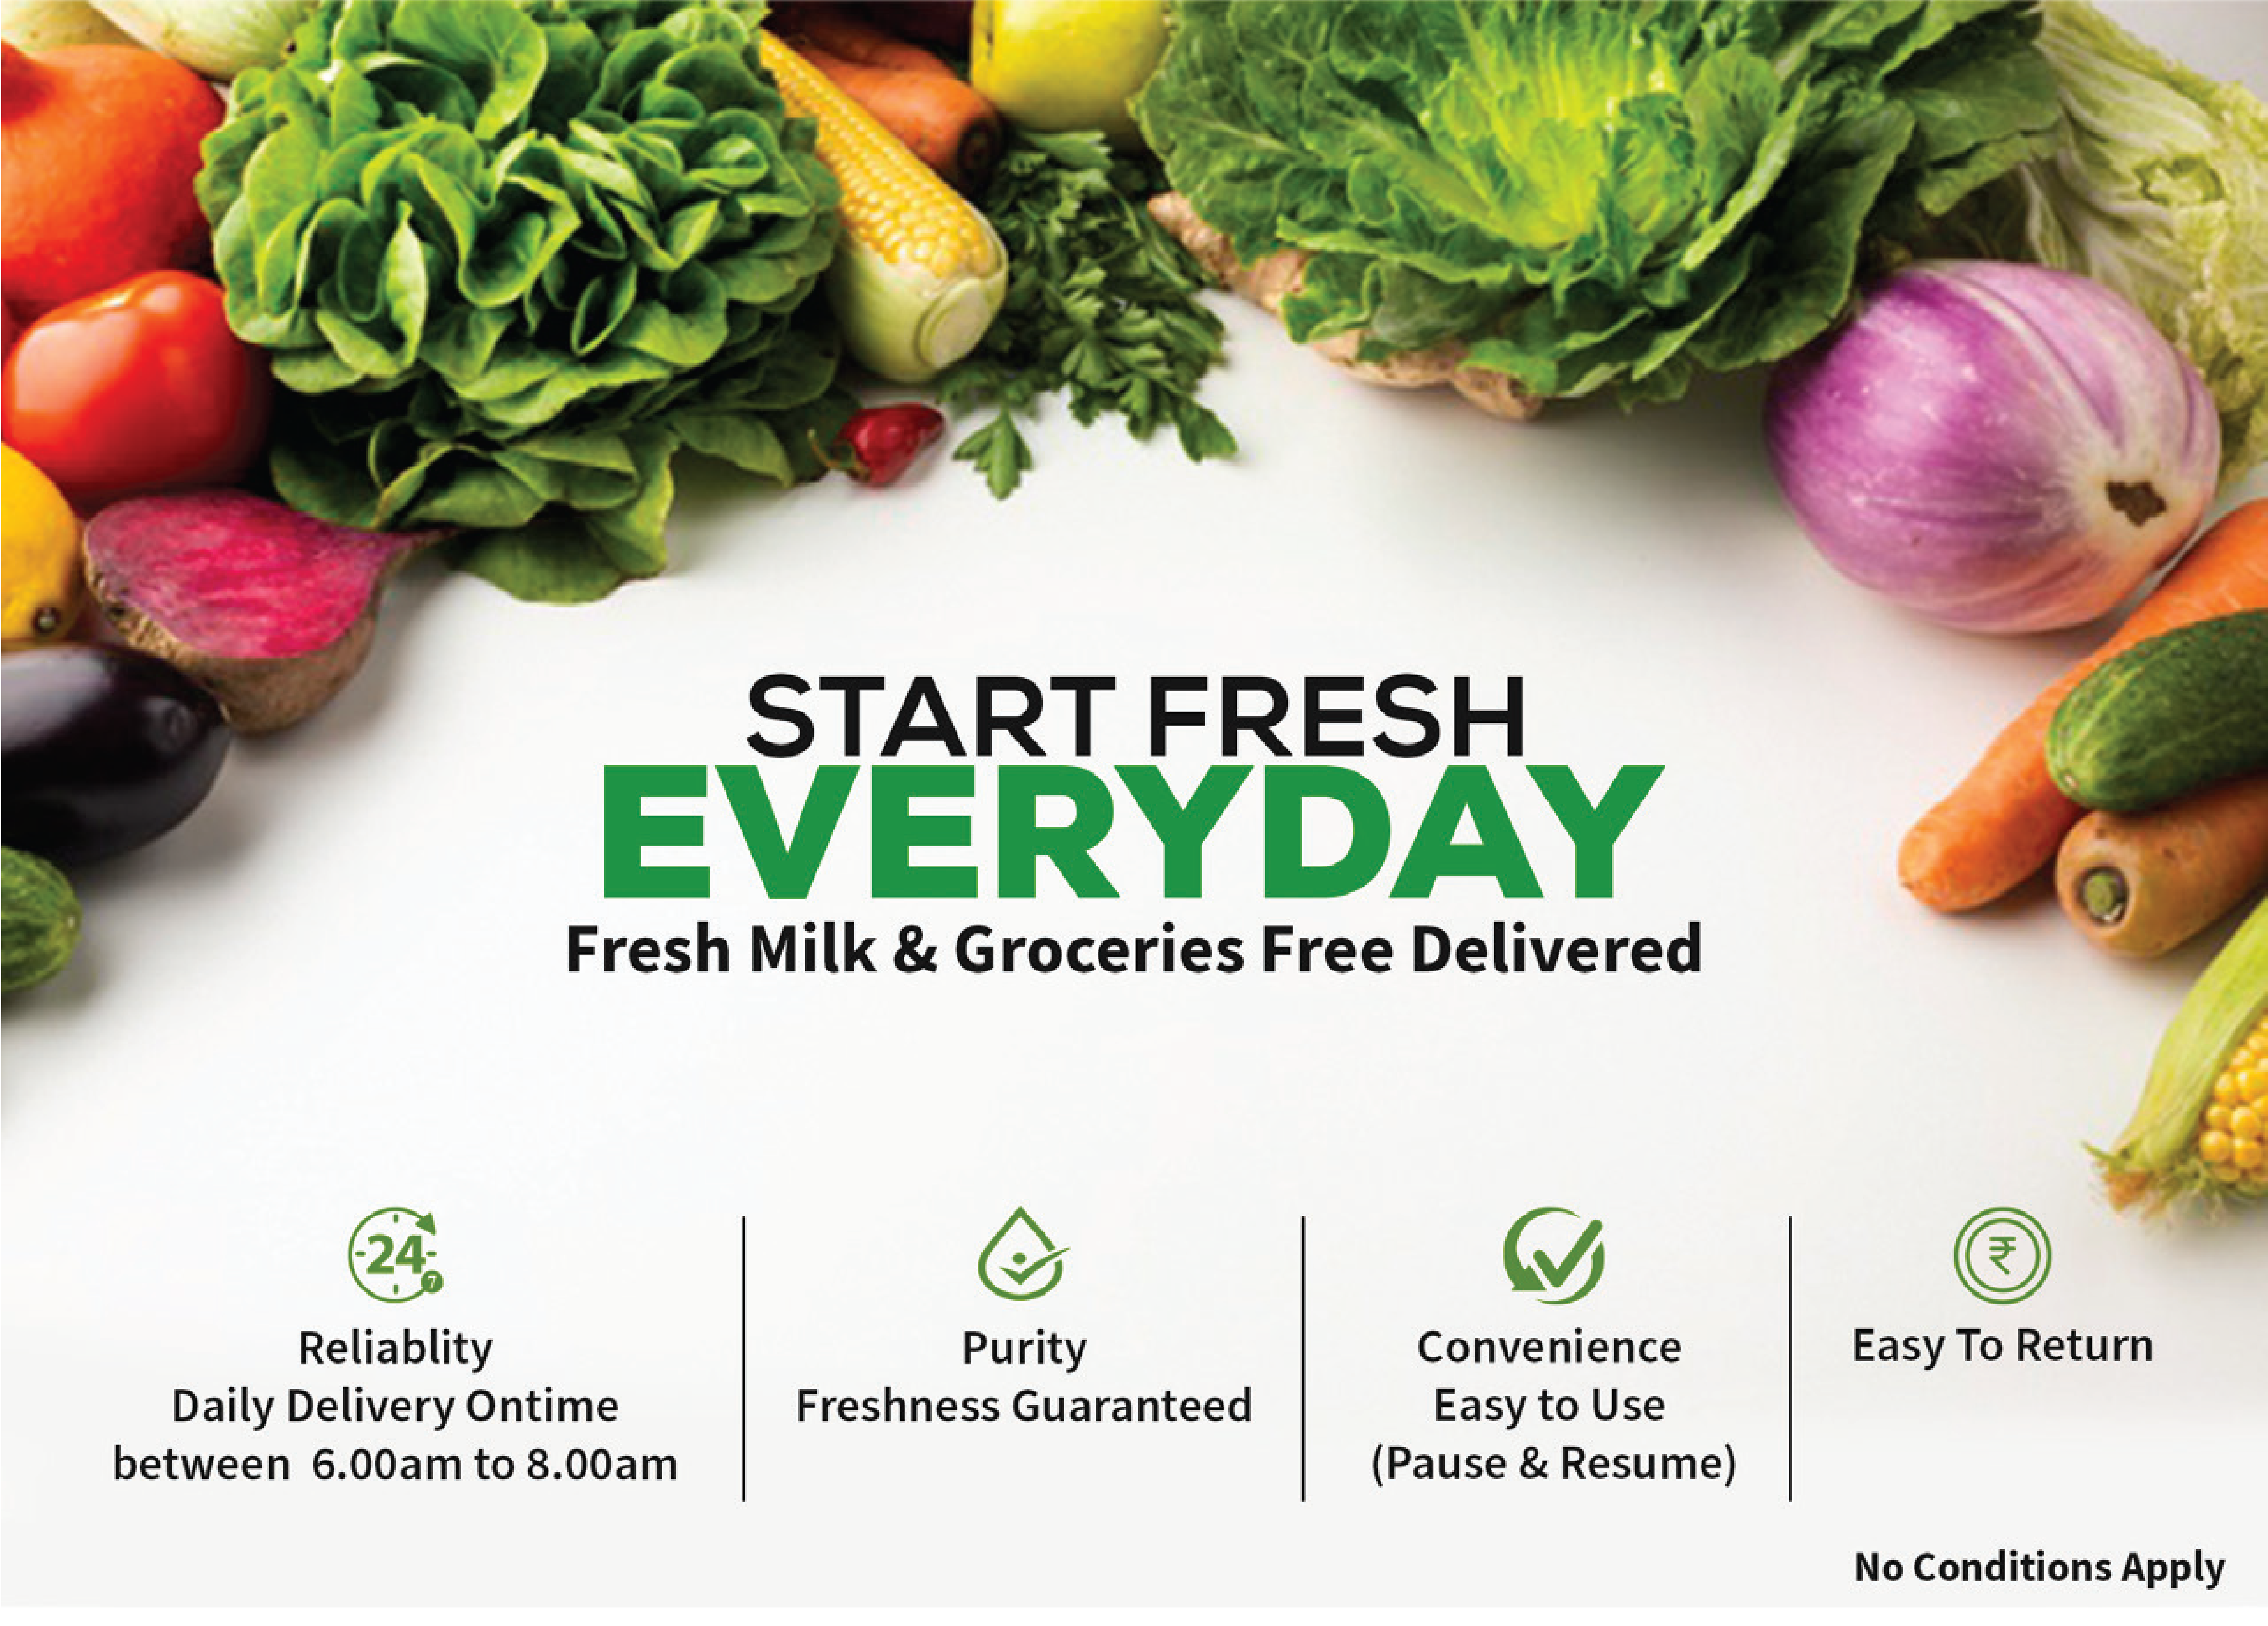 START FRESH
EVERYDAY
Fresh Milk & Groceries Free Delivered
24
7
₹
Reliablity
Daily Delivery Ontime
between 6.00am to 8.00am
Purity
Freshness Guaranteed
Convenience
Easy to Use
(Pause & Resume)
Easy To Return
No Conditions Apply